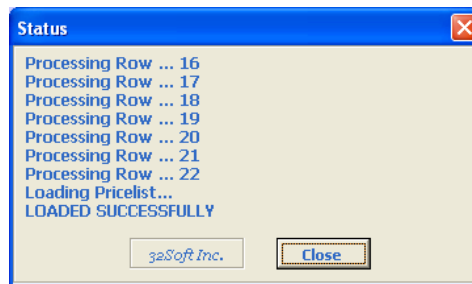 Status
Processing Row ... 16
Processing Row ... 17
Processing Row ... 18
Processing Row ... 19
Processing Row ... 20
Processing Row ... 21
Processing Row ... 22
Loading Pricelist...
LOADED SUCCESSFULLY
32Soft Inc.
Close